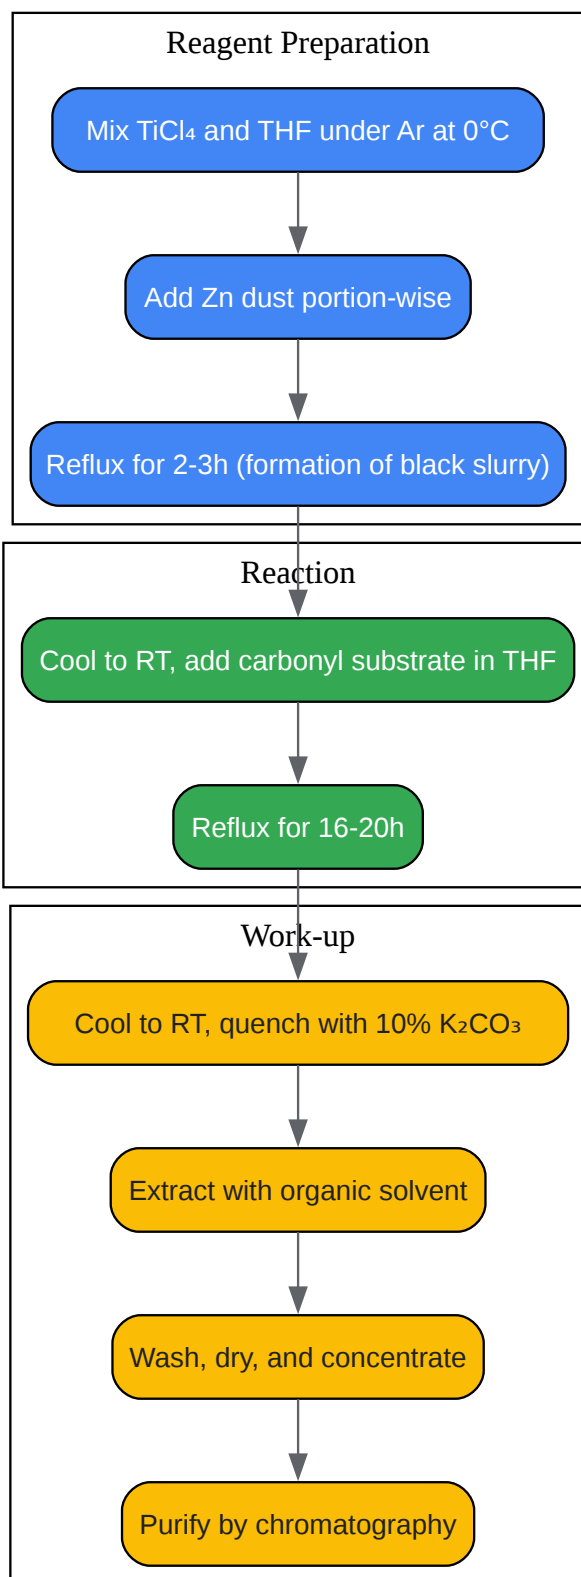 Reagent Preparation
Mix TiCl₄ and THF under Ar at 0°C
Add Zn dust portion-wise
Reflux for 2-3h (formation of black slurry)
Reaction
Cool to RT, add carbonyl substrate in THF
Reflux for 16-20h
Work-up
Cool to RT, quench with 10% K₂CO₃
Extract with organic solvent
Wash, dry, and concentrate
Purify by chromatography